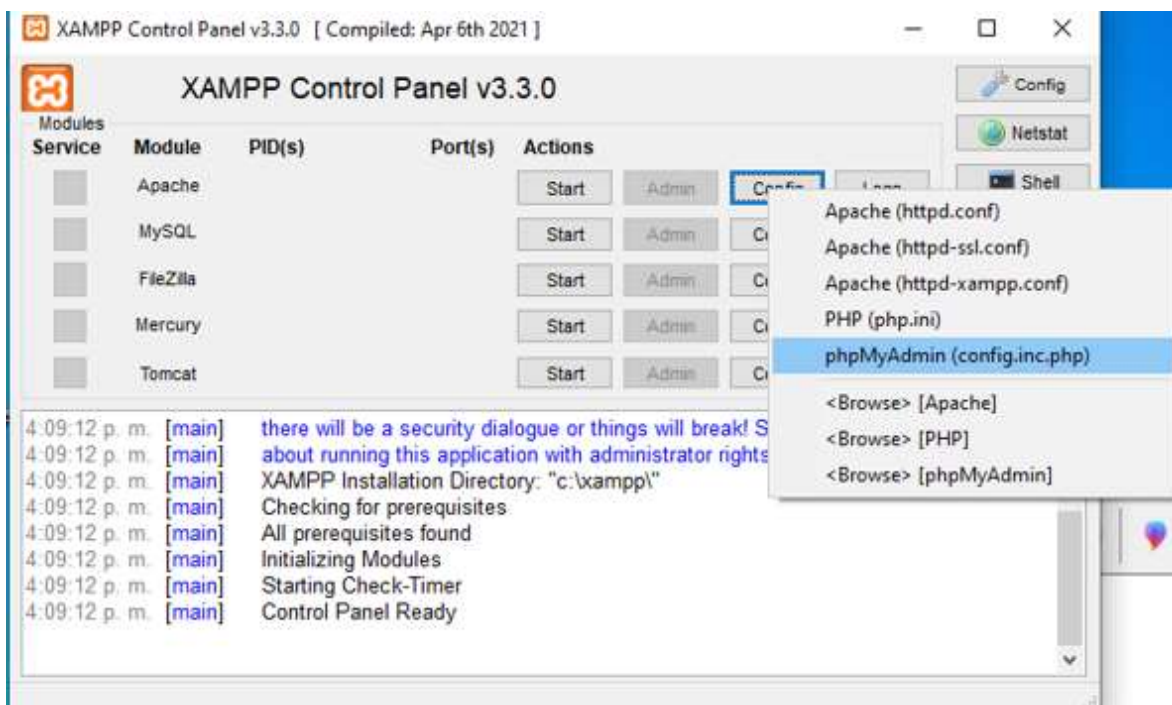 XAMPP Control Panel v3.3.0 [ Compiled: Apr 6th 2021 ]
XAMPP Control Panel v3.3.0
Config
Netstat
Shell
Modules
Service Module PID(s) Port(s) Actions
Apache Start Admin Config Logs
MySQL Start Admin
FileZilla Start Admin
Mercury Start Admin
Tomcat Start Admin
Apache (httpd.conf)
Apache (httpd-ssl.conf)
Apache (httpd-xampp.conf)
PHP (php.ini)
phpMyAdmin (config.inc.php)
<Browse> [Apache]
<Browse> [PHP]
<Browse> [phpMyAdmin]
4:09:12 p. m. [main] there will be a security dialogue or things will break! S
4:09:12 p. m. [main] about running this application with administrator rights
4:09:12 p. m. [main] XAMPP Installation Directory: "c:\xampp\"
4:09:12 p. m. [main] Checking for prerequisites
4:09:12 p. m. [main] All prerequisites found
4:09:12 p. m. [main] Initializing Modules
4:09:12 p. m. [main] Starting Check-Timer
4:09:12 p. m. [main] Control Panel Ready